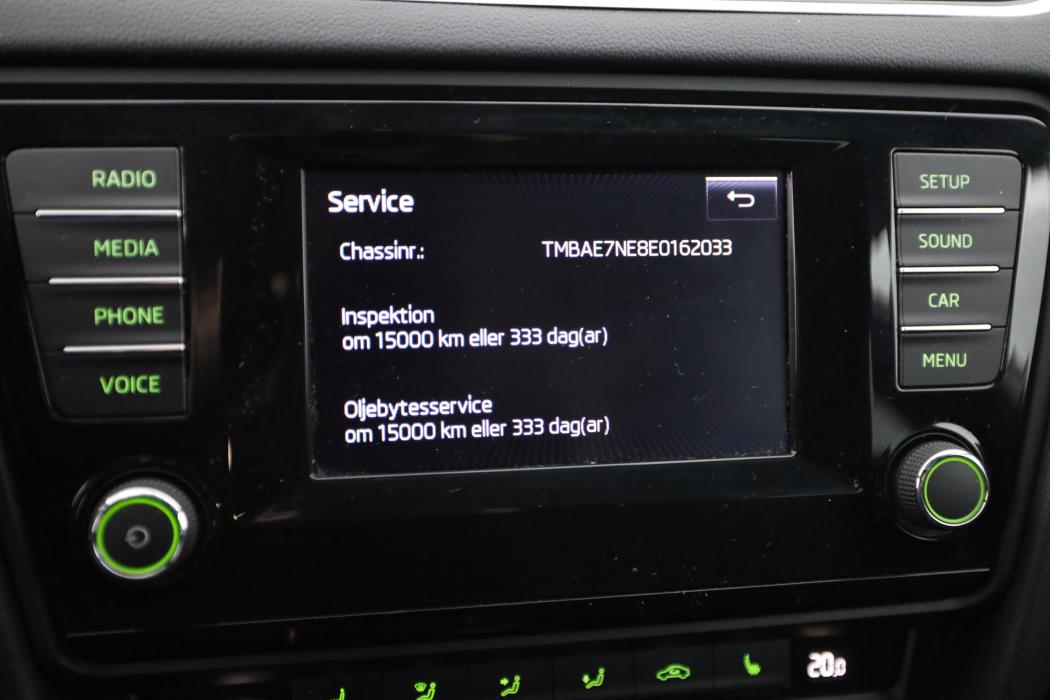 RADIO
MEDIA
PHONE
VOICE
Service
Chassinr.: TMBAE7NE8E0162033
Inspektion
om 15000 km eller 333 dag(ar)
Oljebytesservice
om 15000 km eller 333 dag(ar)
SETUP
SOUND
CAR
MENU
20,0